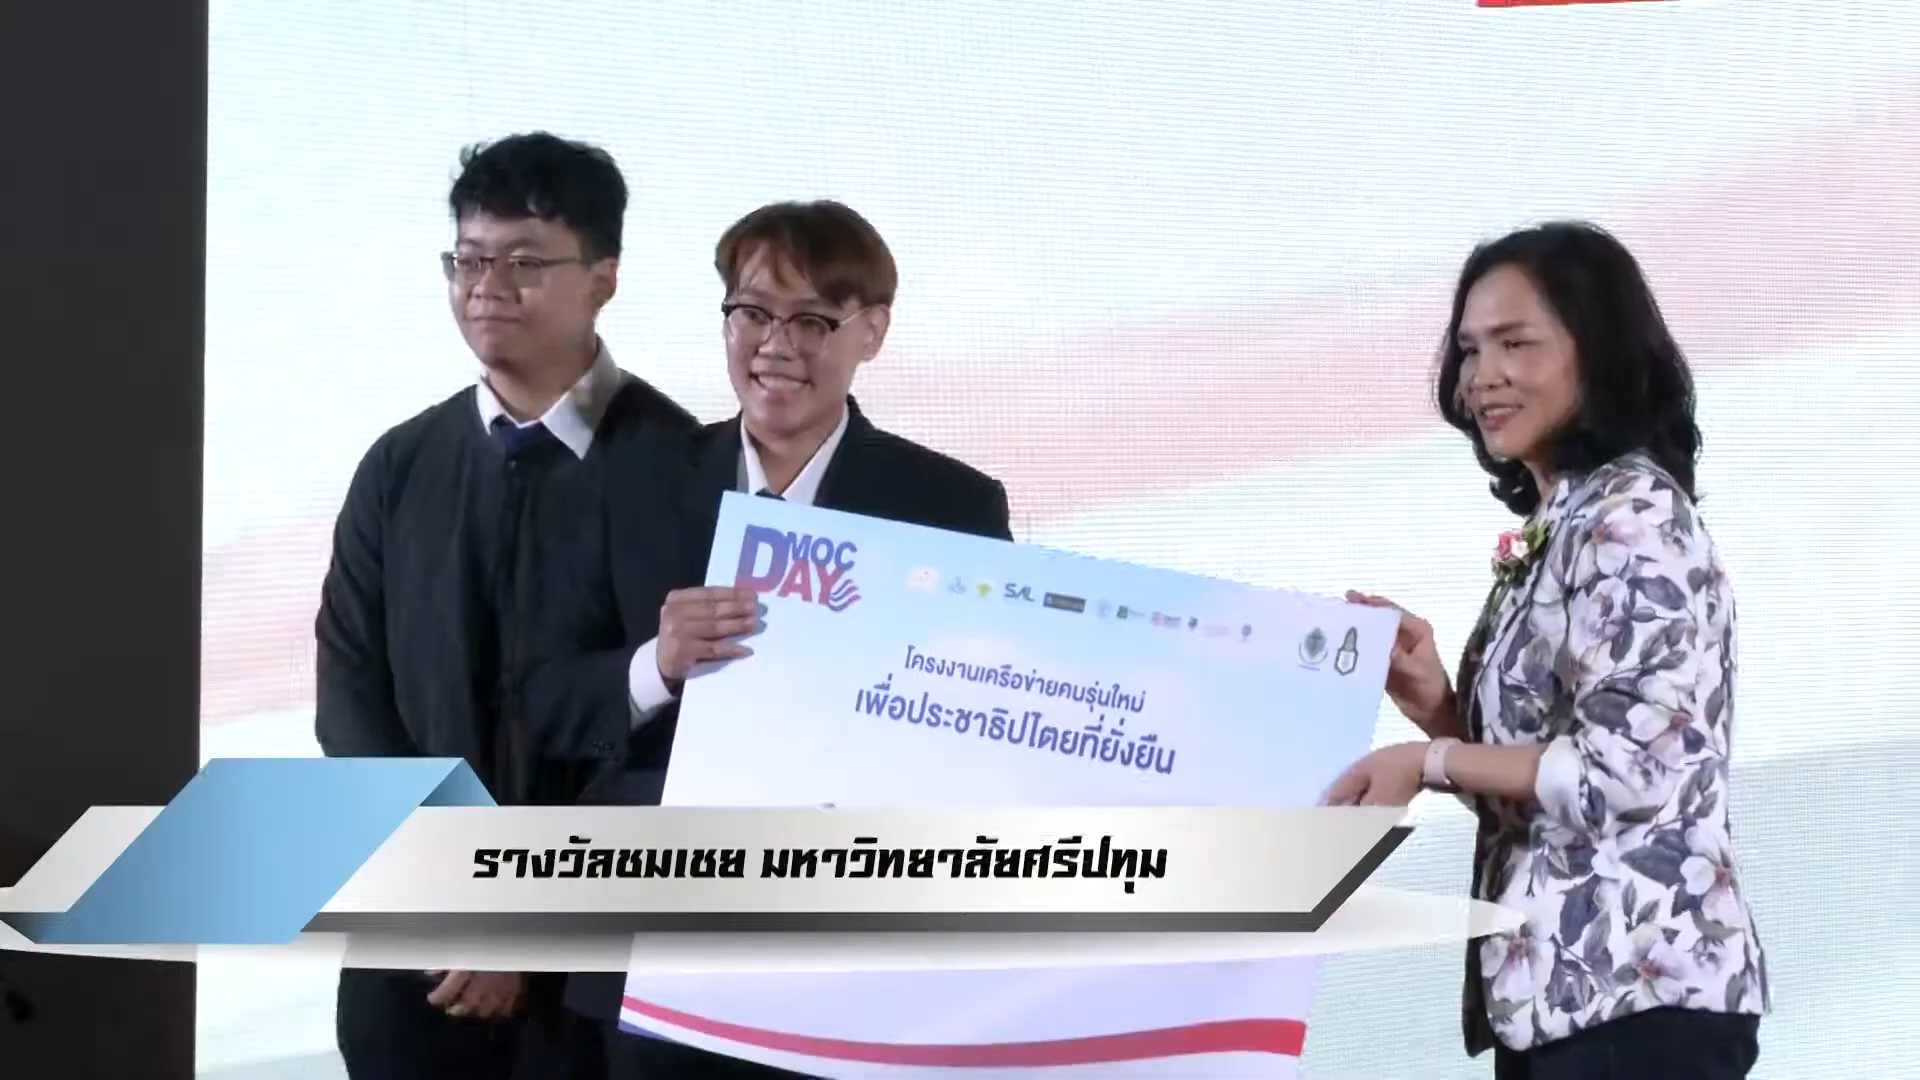 DMOC
DAY
SAL
โครงงานเครือข่ายคนรุ่นใหม่
เพื่อประชาธิปไตยที่ยั่งยืน
รางวัลชมเชย มหาวิทยาลัยศรีปทุม